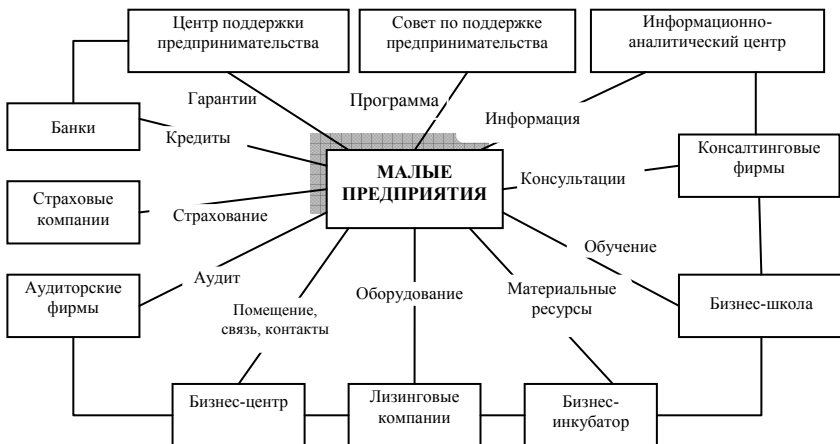 Центр поддержки
предпринимательства
Совет по поддержке
предпринимательства
Информационно-
аналитический центр
Гарантии
Программа
Информация
Банки
Кредиты
МАЛЫЕ
ПРЕДПРИЯТИЯ
Консультации
Консалтинговые
фирмы
Страховые
компании
Страхование
Обучение
Аудиторские
фирмы
Аудит
Помещение,
связь, контакты
Оборудование
Материальные
ресурсы
Бизнес-школа
Бизнес-центр
Лизинговые
компании
Бизнес-
инкубатор